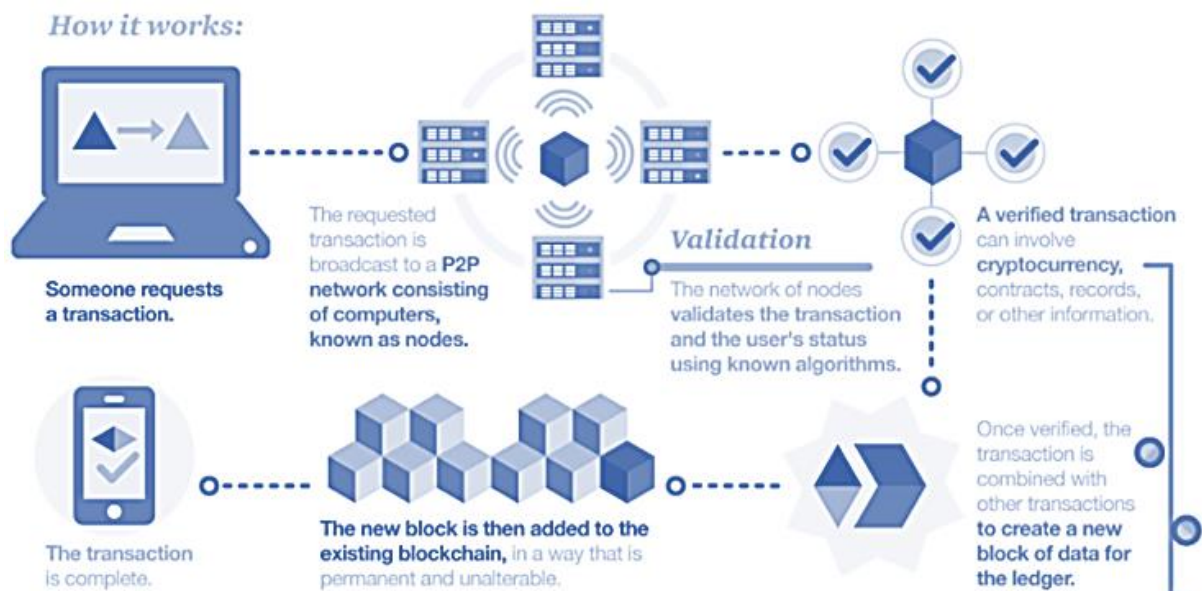 How it works:
Someone requests
a transaction.
The requested
transaction is
broadcast to a P2P
network consisting
of computers,
known as nodes.
Validation
The network of nodes
validates the transaction
and the user's status
using known algorithms.
A verified transaction
can involve
cryptocurrency,
contracts, records,
or other information.
Once verified, the
transaction is
combined with
other transactions
to create a new
block of data for
the ledger.
The new block is then added to the
existing blockchain, in a way that is
permanent and unalterable.
The transaction
is complete.